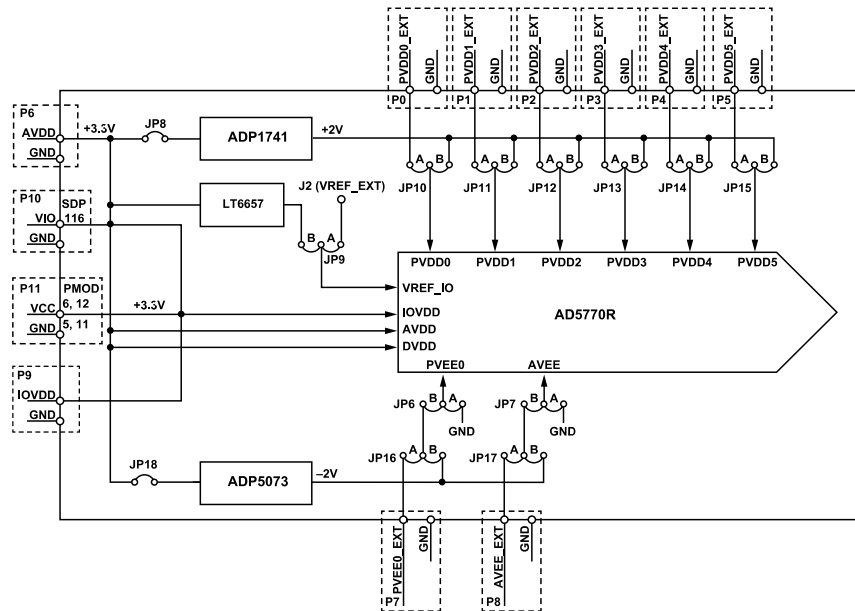 PVDD0_EXT GND PVDD1_EXT GND PVDD2_EXT GND PVDD3_EXT GND PVDD4_EXT GND PVDD5_EXT GND
P0 P1 P2 P3 P4 P5
P6
AVDD +3.3V JP8 ADP1741 +2V
GND
A B A B A B A B A B A B
JP10 JP11 JP12 JP13 JP14 JP15
P10 SDP
VIO 116
GND
LT6657 J2 (VREF_EXT)
B A
JP9
PVDD0 PVDD1 PVDD2 PVDD3 PVDD4 PVDD5
VREF_IO
P11 PMOD
VCC 6, 12 +3.3V IOVDD AD5770R
GND 5, 11 AVDD
DVDD
PVEE0 AVEE
P9
IOVDD
GND
JP6 B A JP7 B A
GND GND
JP16 A B JP17 A B
JP18 ADP5073 –2V
PVEE0_EXT GND AVEE_EXT GND
P7 P8